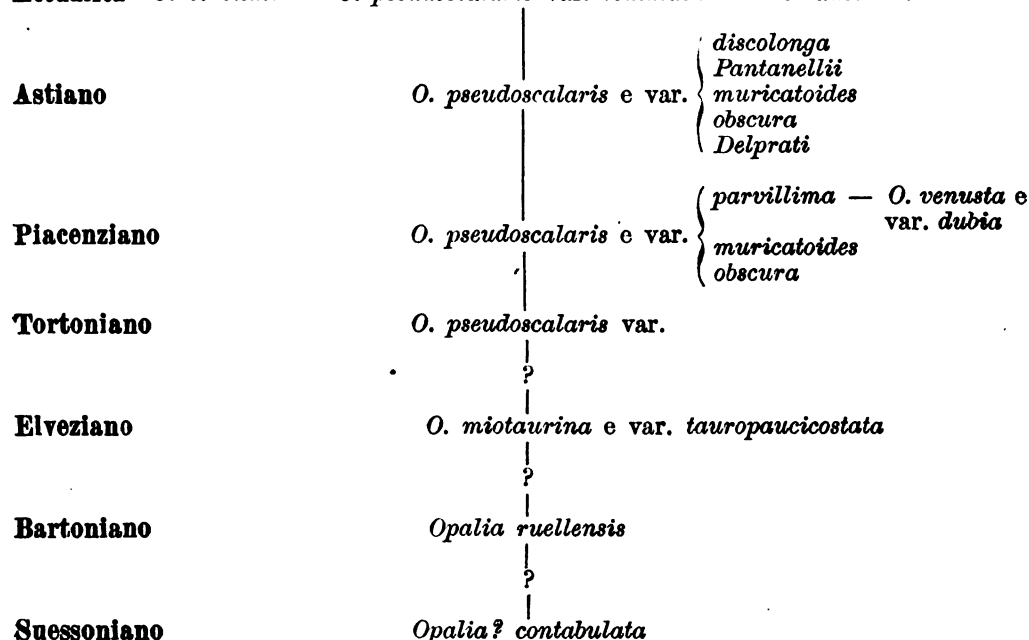 discolonga
Pantanellii
Astiano O. pseudoscalaris e var. muricatoides
obscura
Delprati
parvillima — O. venusta e
var. dubia
Piacenziano O. pseudoscalaris e var.
muricatoides
obscura
Tortoniano O. pseudoscalaris var.
?
Elveziano O. miotaurina e var. tauropaucicostata
?
Bartoniano Opalia ruellensis
?
Suessoniano Opalia? contabulata